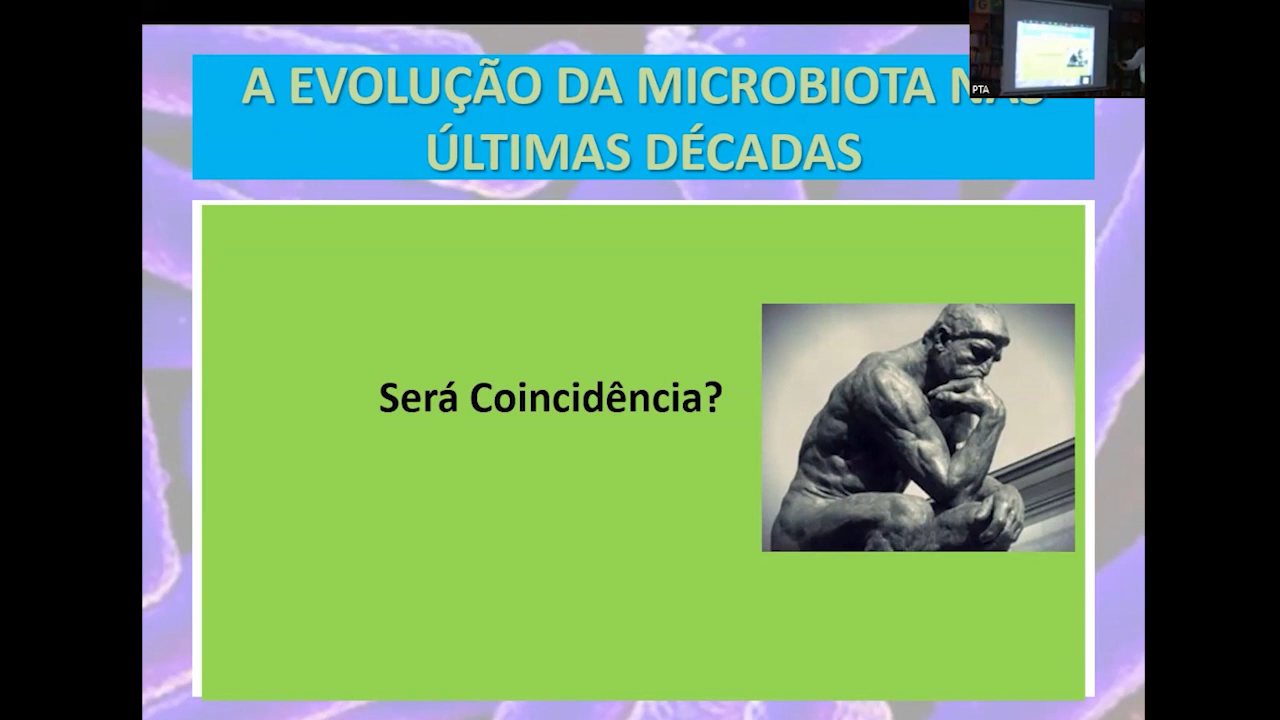 A EVOLUÇÃO DA MICROBIOTA NAS
ÚLTIMAS DÉCADAS
Será Coincidência?
PTA